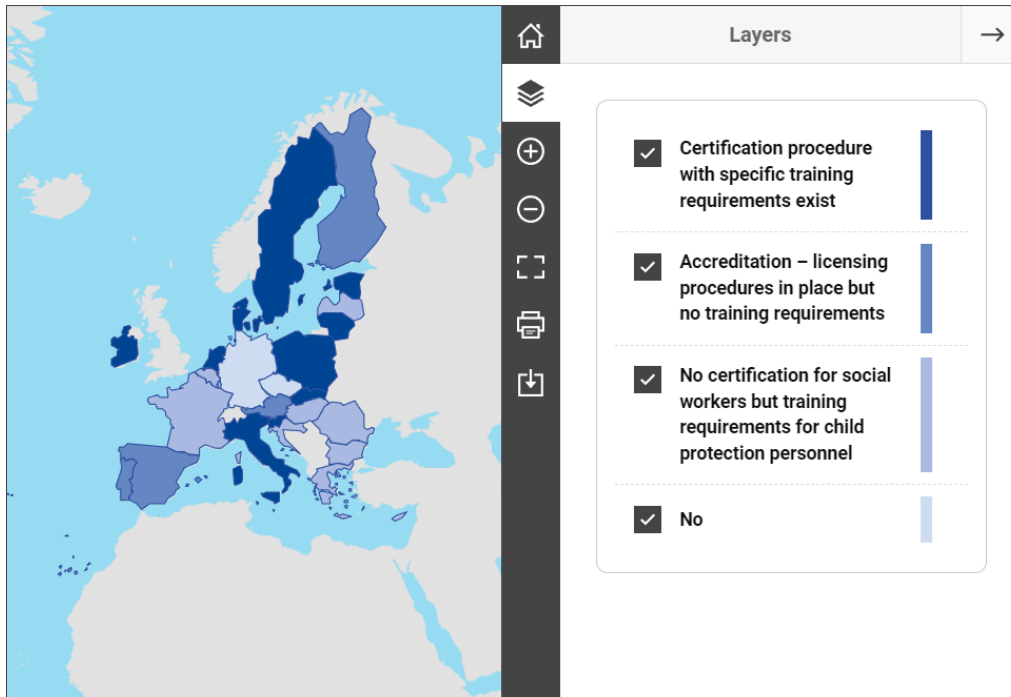 Layers
Certification procedure
with specific training
requirements exist
Accreditation – licensing
procedures in place but
no training requirements
No certification for social
workers but training
requirements for child
protection personnel
No